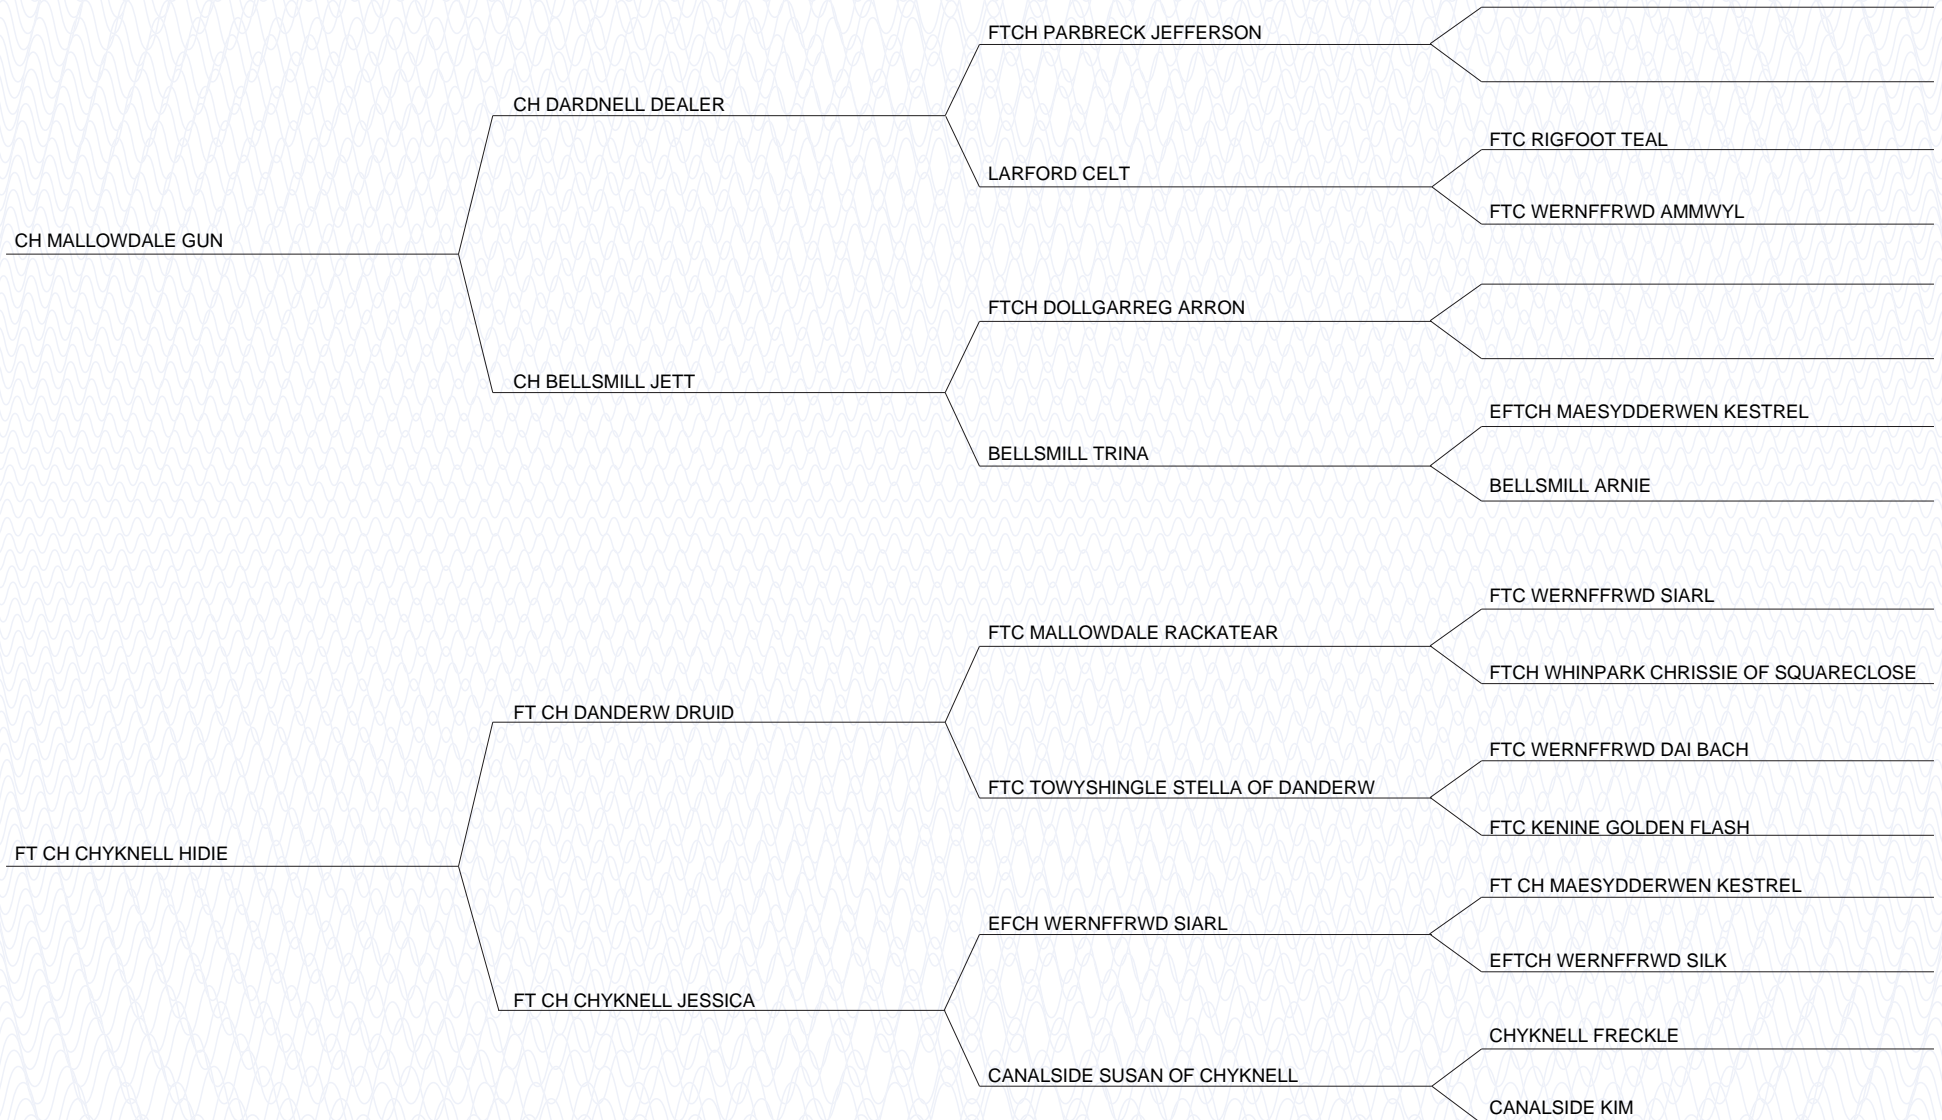 FTCH PARBRECK JEFFERSON
CH DARDNELL DEALER
FTC RIGFOOT TEAL
LARFORD CELT
FTC WERNFFRWD AMMWYL
CH MALLOWDALE GUN
FTCH DOLLGARREG ARRON
CH BELLSMILL JETT
EFTCH MAESYDDERWEN KESTREL
BELLSMILL TRINA
BELLSMILL ARNIE
FTC WERNFFRWD SIARL
FTC MALLOWDALE RACKATEAR
FTCH WHINPARK CHRISSIE OF SQUARECLOSE
FT CH DANDERW DRUID
FTC WERNFFRWD DAI BACH
FTC TOWYSHINGLE STELLA OF DANDERW
FTC KENINE GOLDEN FLASH
FT CH CHYKNELL HIDIE
FT CH MAESYDDERWEN KESTREL
EFCH WERNFFRWD SIARL
EFTCH WERNFFRWD SILK
FT CH CHYKNELL JESSICA
CHYKNELL FRECKLE
CANALSIDE SUSAN OF CHYKNELL
CANALSIDE KIM